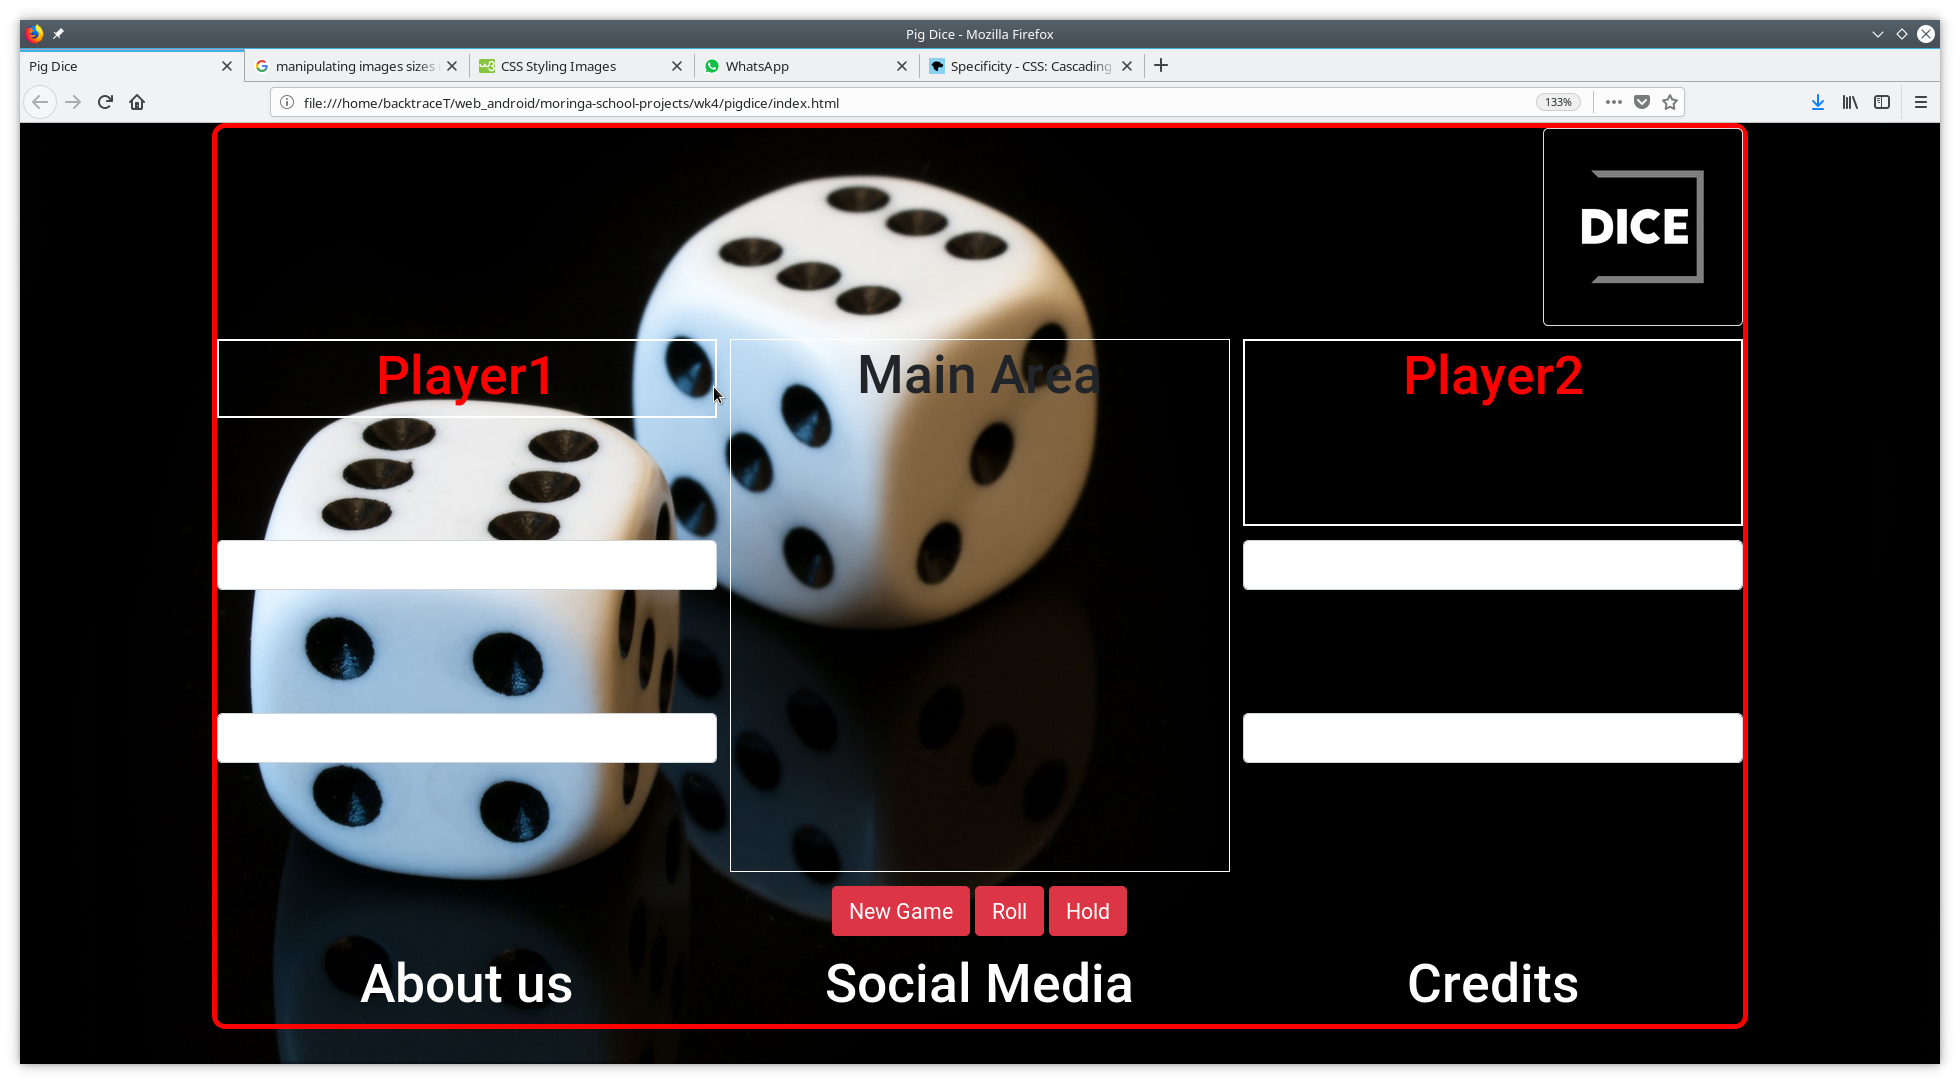 Pig Dice - Mozilla Firefox
Pig Dice
manipulating images sizes
CSS Styling Images
WhatsApp
Specificity - CSS: Cascading
file:///home/backtraceT/web_android/moringa-school-projects/wk4/pigdice/index.html
133%
DICE
Player1
Main Area
Player2
New Game
Roll
Hold
About us
Social Media
Credits